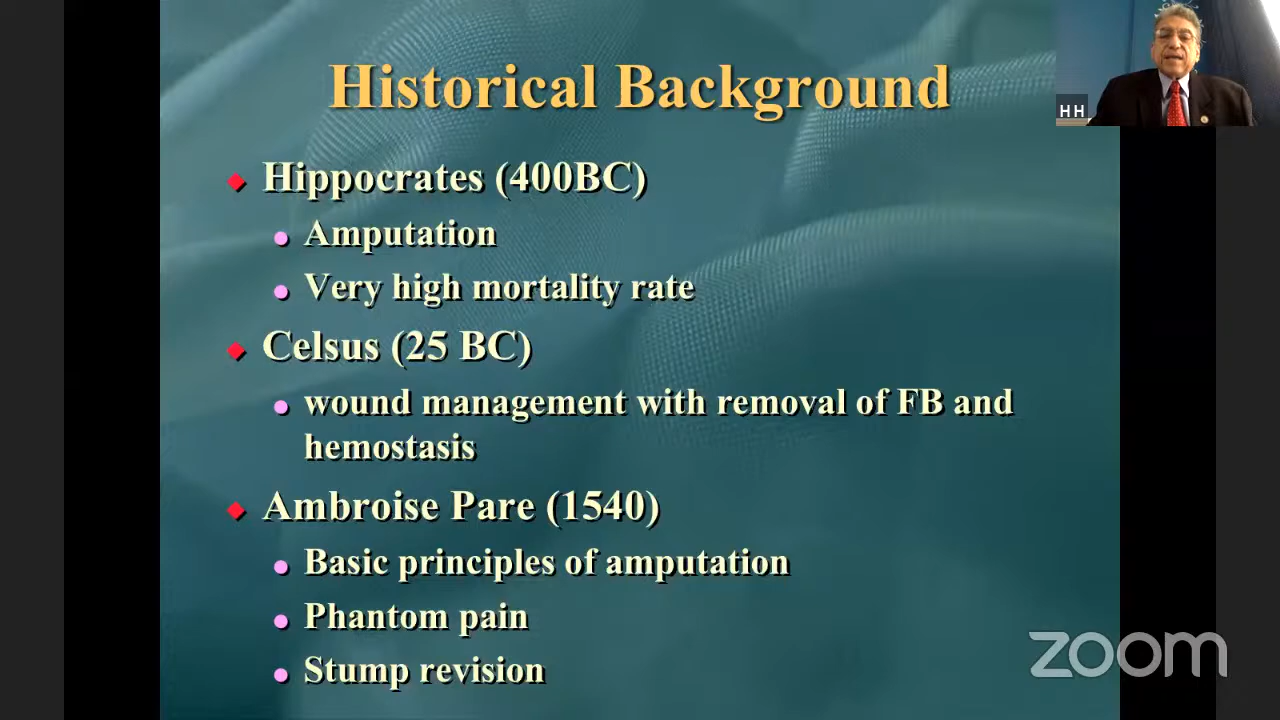 Historical Background
Hippocrates (400BC)
Amputation
Very high mortality rate
Celsus (25 BC)
wound management with removal of FB and
hemostasis
Ambroise Pare (1540)
Basic principles of amputation
Phantom pain
Stump revision
H H
zoom